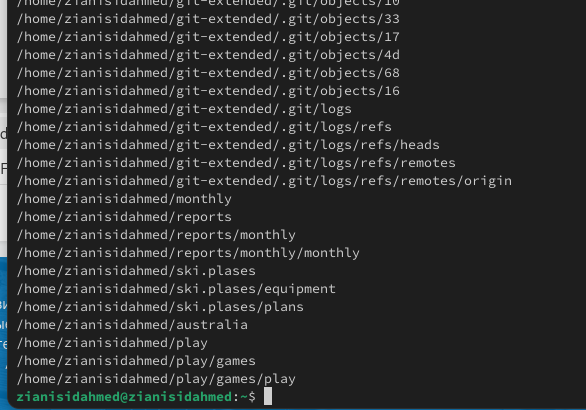 /home/zianisidahmed/git-extended/.git/objects/10
/home/zianisidahmed/git-extended/.git/objects/33
/home/zianisidahmed/git-extended/.git/objects/17
/home/zianisidahmed/git-extended/.git/objects/4d
/home/zianisidahmed/git-extended/.git/objects/68
/home/zianisidahmed/git-extended/.git/objects/16
/home/zianisidahmed/git-extended/.git/logs
/home/zianisidahmed/git-extended/.git/logs/refs
/home/zianisidahmed/git-extended/.git/logs/refs/heads
/home/zianisidahmed/git-extended/.git/logs/refs/remotes
/home/zianisidahmed/git-extended/.git/logs/refs/remotes/origin
/home/zianisidahmed/monthly
/home/zianisidahmed/reports
/home/zianisidahmed/reports/monthly
/home/zianisidahmed/reports/monthly/monthly
/home/zianisidahmed/ski.plases
/home/zianisidahmed/ski.plases/equipment
/home/zianisidahmed/ski.plases/plans
/home/zianisidahmed/australia
/home/zianisidahmed/play
/home/zianisidahmed/play/games
/home/zianisidahmed/play/games/play
zianisidahmed@zianisidahmed:~$